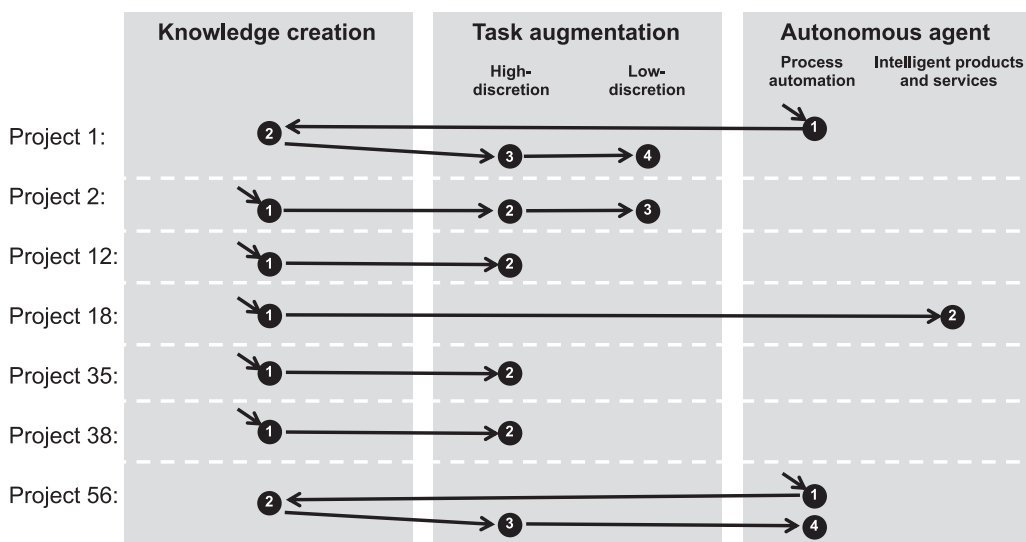 Knowledge creation
Task augmentation
Autonomous agent
High-
discretion
Low-
discretion
Process
automation
Intelligent products
and services
Project 1:
2
1
3
4
Project 2:
1
2
3
Project 12:
1
2
Project 18:
1
2
Project 35:
1
2
Project 38:
1
2
Project 56:
2
1
3
4